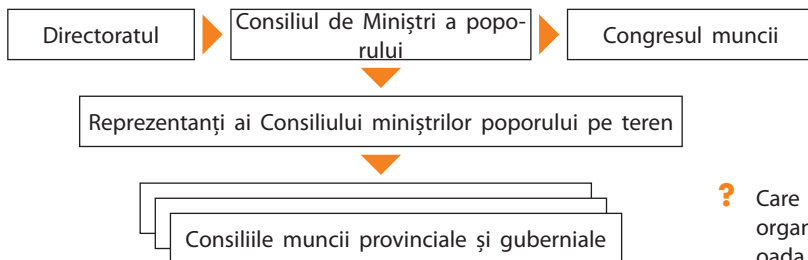 Directoratul
Consiliul de Miniștri a popo-
rului
Congresul muncii
Reprezentanți ai Consiliului miniștrilor poporului pe teren
Consiliile muncii provinciale și guberniale
? Care
organ
oada